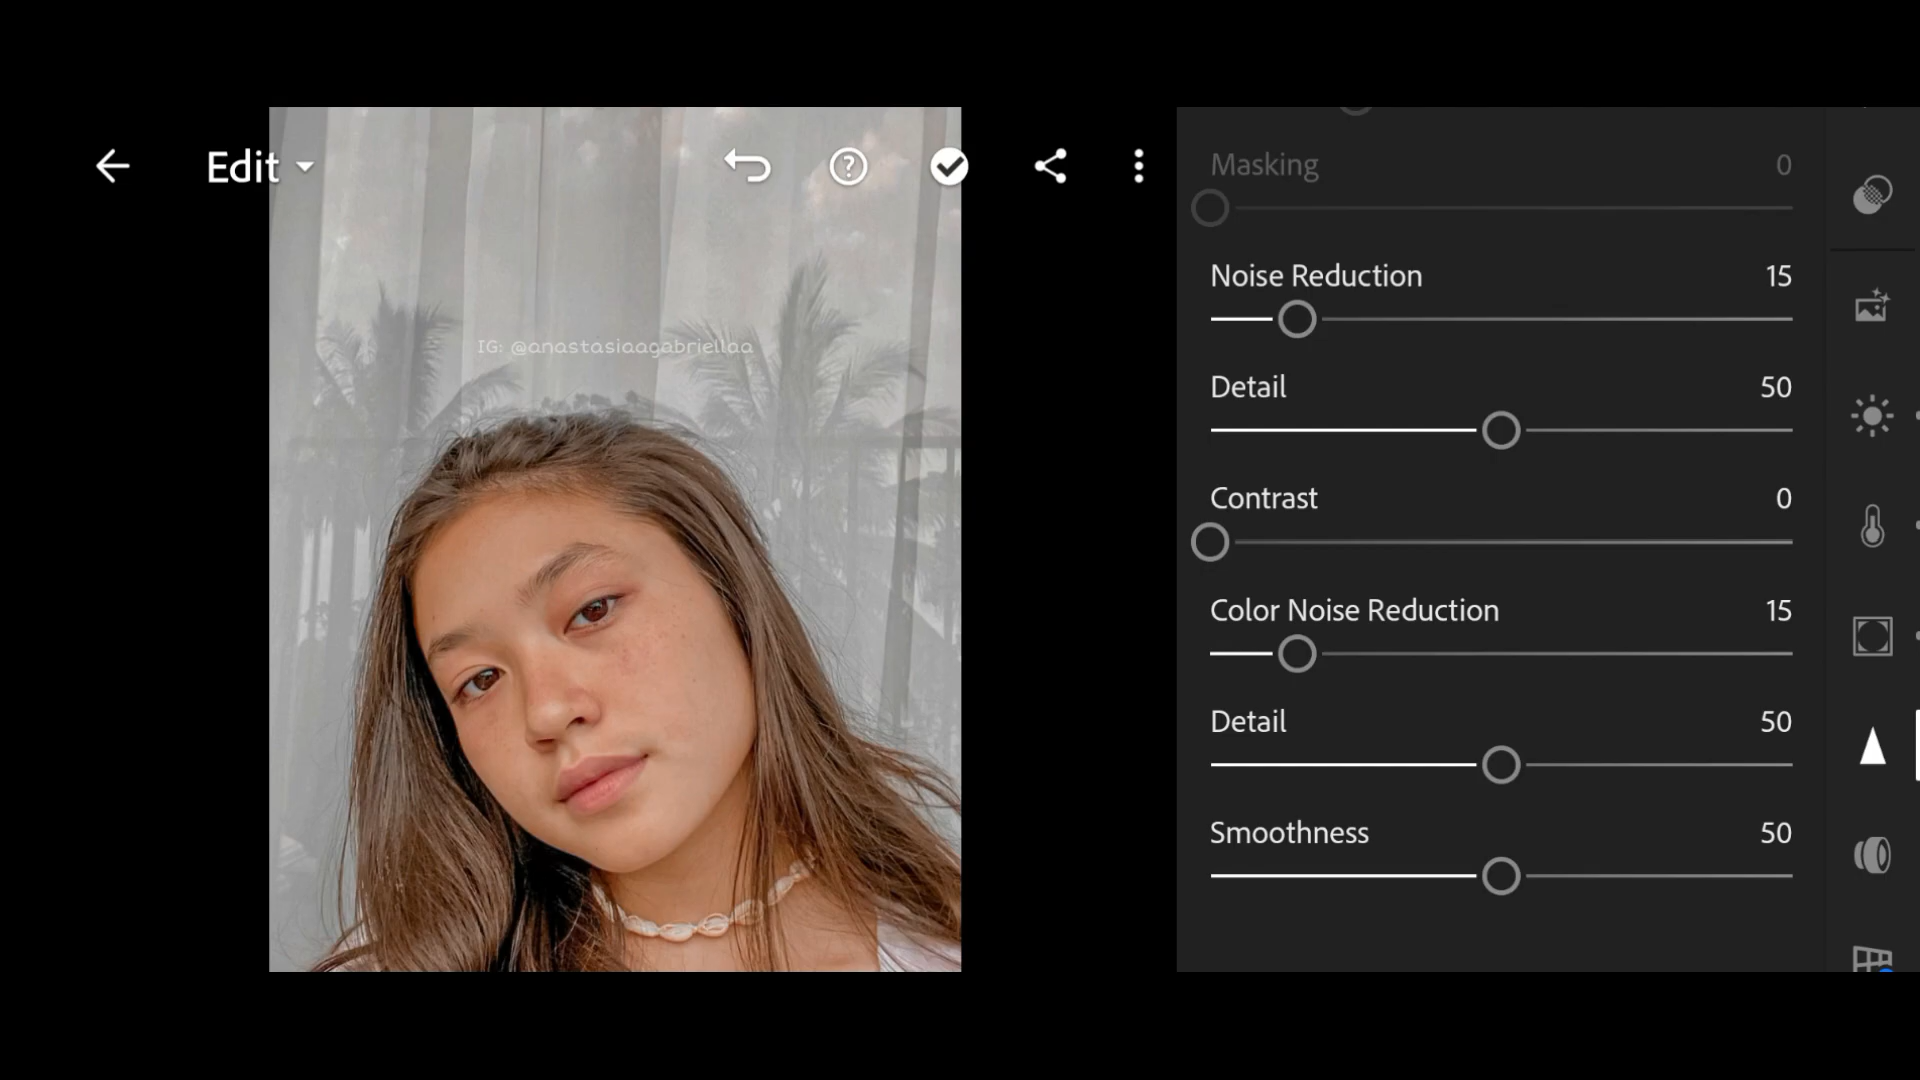 Edit
IG: @anastasiaagabriellaa
Masking 0
Noise Reduction 15
Detail 50
Contrast 0
Color Noise Reduction 15
Detail 50
Smoothness 50